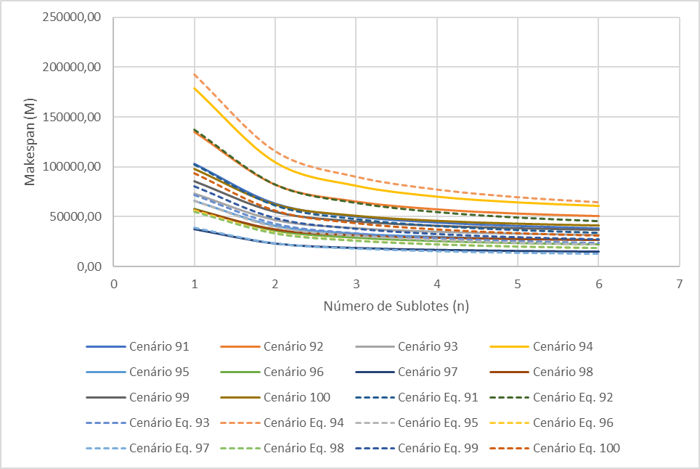 250000,00
200000,00
150000,00
100000,00
50000,00
0,00
Makespan (M)
0 1 2 3 4 5 6 7
Número de Sublotes (n)
Cenário 91 Cenário 92 Cenário 93 Cenário 94
Cenário 95 Cenário 96 Cenário 97 Cenário 98
Cenário 99 Cenário 100 Cenário Eq. 91 Cenário Eq. 92
Cenário Eq. 93 Cenário Eq. 94 Cenário Eq. 95 Cenário Eq. 96
Cenário Eq. 97 Cenário Eq. 98 Cenário Eq. 99 Cenário Eq. 100